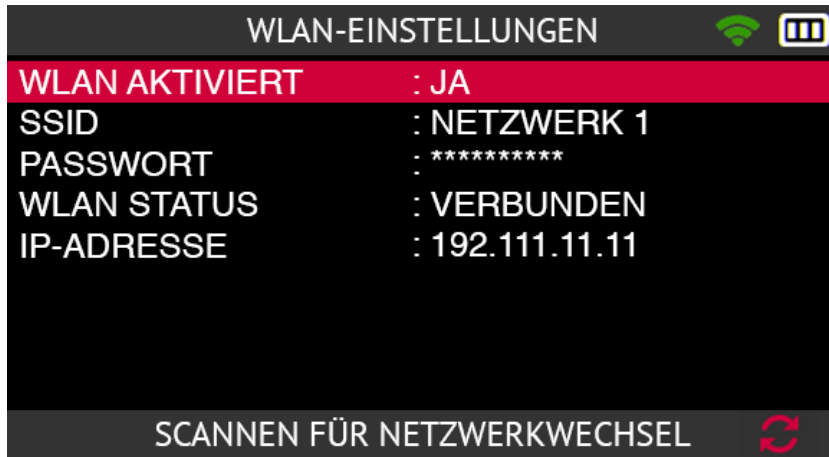 WLAN-EINSTELLUNGEN
WLAN AKTIVIERT : JA
SSID : NETZWERK 1
PASSWORT : **********
WLAN STATUS : VERBUNDEN
IP-ADRESSE : 192.111.11.11
SCANNEN FÜR NETZWERKWECHSEL